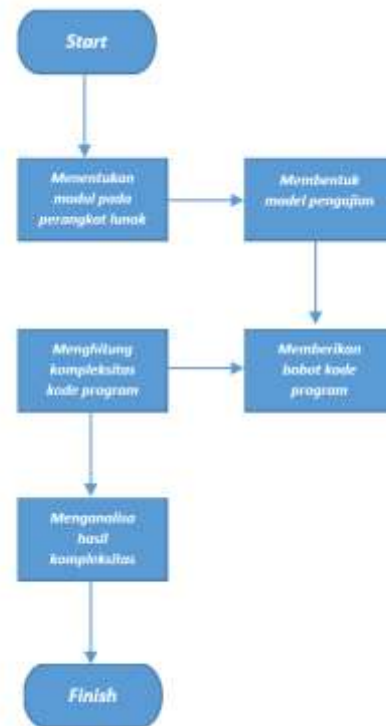 Start
Menentukan
modul pada
perangkat lunak
Membentuk
model pengujian
Menghitung
kompleksitas
kode program
Memberikan
bobot kode
program
Menganalisa
hasil
kompleksitas
Finish